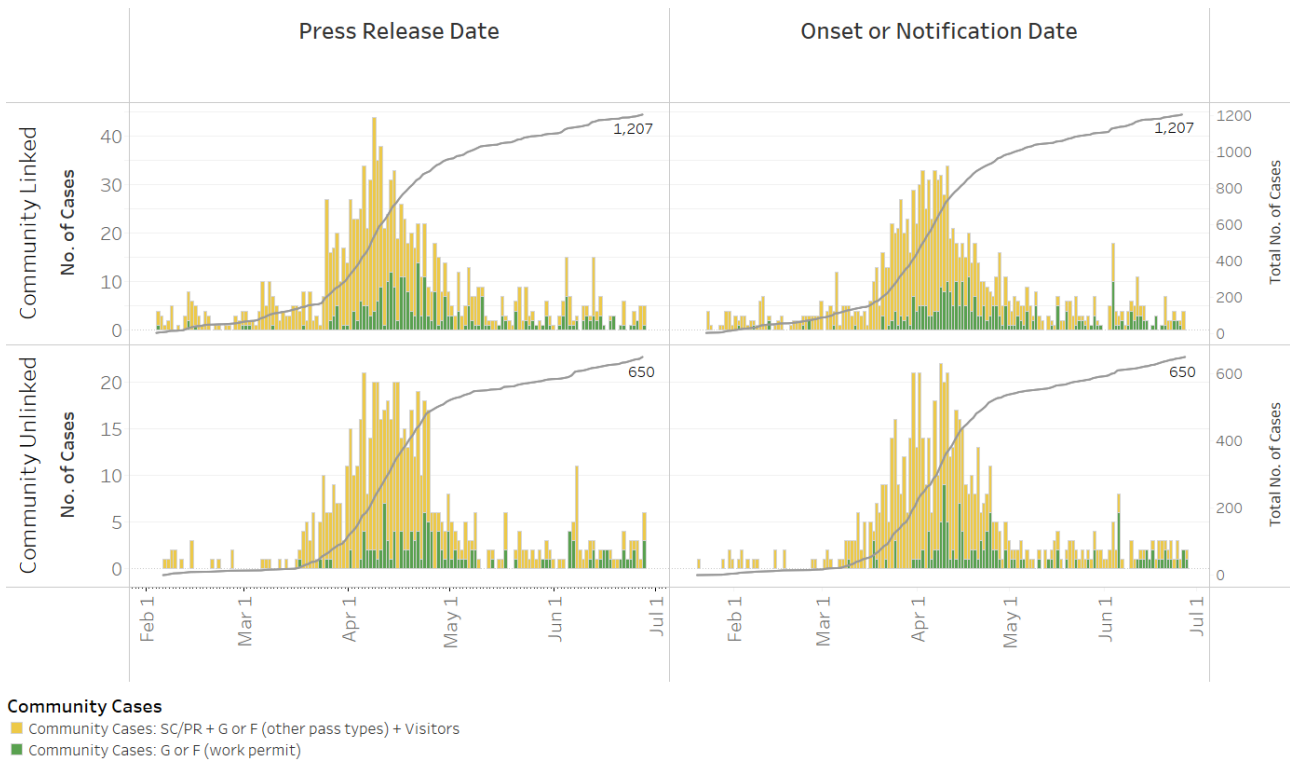 Press Release Date
Onset or Notification Date
Community Linked
No. of Cases
40
30
20
10
0
1,207
1,207
1200
1000
800
600
400
200
0
Total No. of Cases
Community Unlinked
No. of Cases
20
15
10
5
0
650
650
600
400
200
0
Total No. of Cases
Feb 1
Mar 1
Apr 1
May 1
Jun 1
Jul 1
Feb 1
Mar 1
Apr 1
May 1
Jun 1
Jul 1
Community Cases
Community Cases: SC/PR + G or F (other pass types) + Visitors
Community Cases: G or F (work permit)